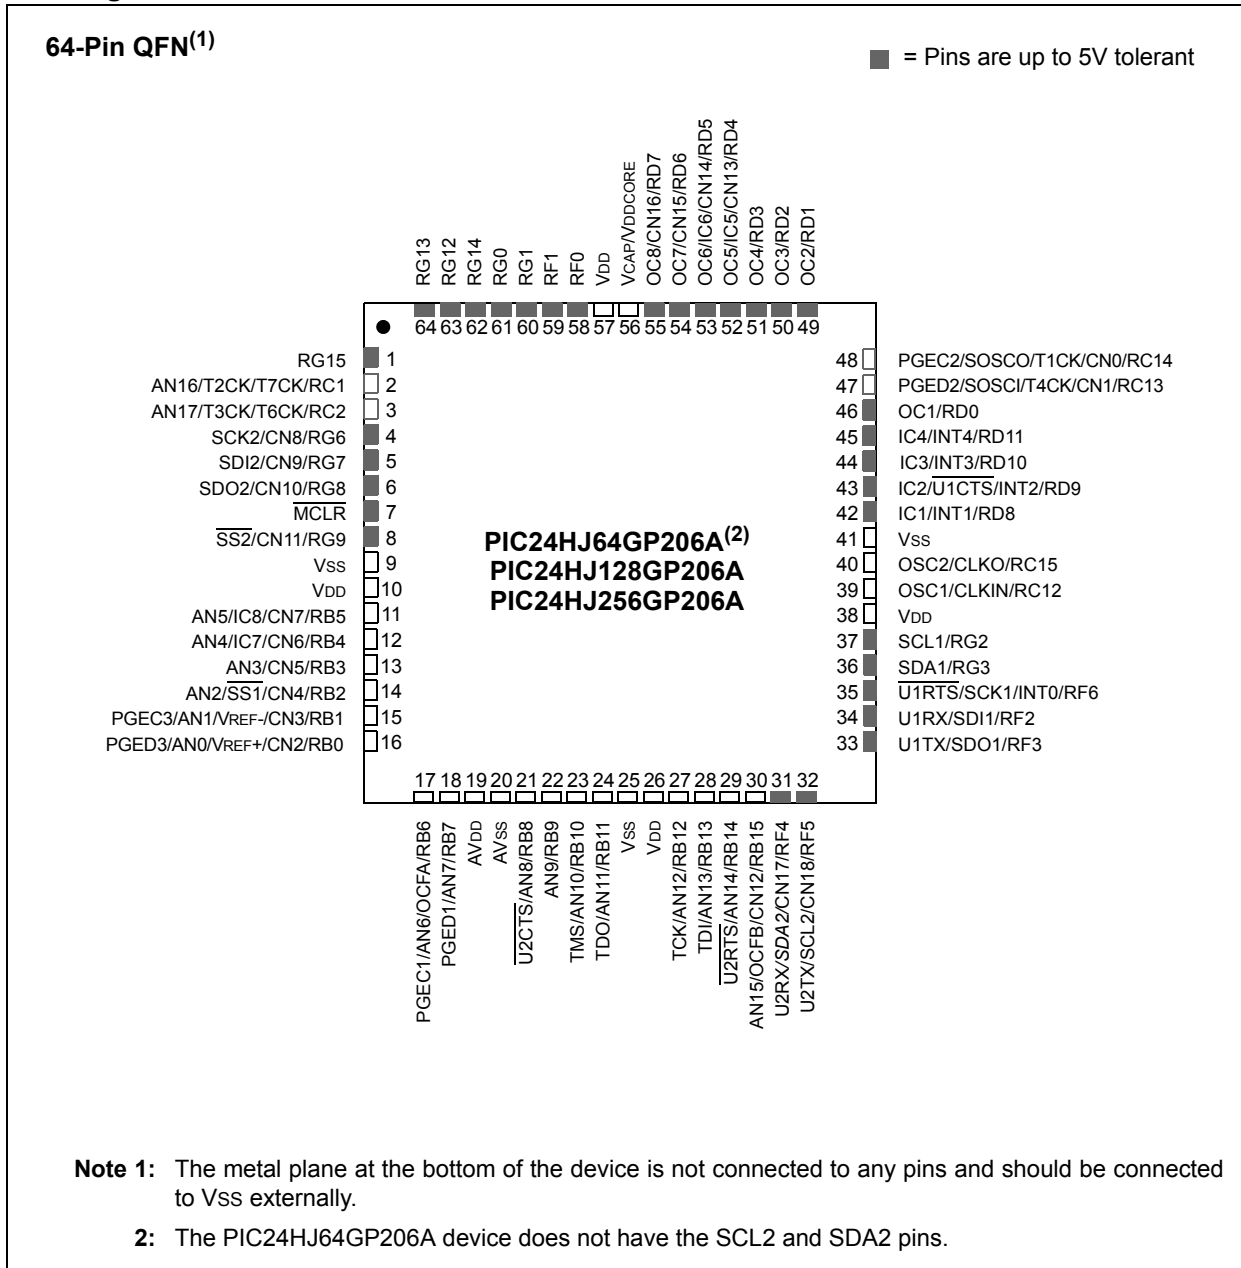 64-Pin QFN(1)
= Pins are up to 5V tolerant
RG13
RG12
RG14
RG0
RG1
RF1
RF0
VDD
VCAP/VDDCORE
OC8/CN16/RD7
OC7/CN15/RD6
OC6/IC6/CN14/RD5
OC5/IC5/CN13/RD4
OC4/RD3
OC3/RD2
OC2/RD1
64 63 62 61 60 59 58 57 56 55 54 53 52 51 50 49
RG15 1
AN16/T2CK/T7CK/RC1 2
AN17/T3CK/T6CK/RC2 3
SCK2/CN8/RG6 4
SDI2/CN9/RG7 5
SDO2/CN10/RG8 6
MCLR 7
SS2/CN11/RG9 8
VSS 9
VDD 10
AN5/IC8/CN7/RB5 11
AN4/IC7/CN6/RB4 12
AN3/CN5/RB3 13
AN2/SS1/CN4/RB2 14
PGEC3/AN1/VREF-/CN3/RB1 15
PGED3/AN0/VREF+/CN2/RB0 16
PIC24HJ64GP206A(2)
PIC24HJ128GP206A
PIC24HJ256GP206A
48 PGEC2/SOSCO/T1CK/CN0/RC14
47 PGED2/SOSCI/T4CK/CN1/RC13
46 OC1/RD0
45 IC4/INT4/RD11
44 IC3/INT3/RD10
43 IC2/U1CTS/INT2/RD9
42 IC1/INT1/RD8
41 VSS
40 OSC2/CLKO/RC15
39 OSC1/CLKIN/RC12
38 VDD
37 SCL1/RG2
36 SDA1/RG3
35 U1RTS/SCK1/INT0/RF6
34 U1RX/SDI1/RF2
33 U1TX/SDO1/RF3
17 18 19 20 21 22 23 24 25 26 27 28 29 30 31 32
PGEC1/AN6/OCFA/RB6
PGED1/AN7/RB7
AVDD
AVSS
U2CTS/AN8/RB8
AN9/RB9
TMS/AN10/RB10
TDO/AN11/RB11
VSS
VDD
TCK/AN12/RB12
TDI/AN13/RB13
U2RTS/AN14/RB14
AN15/OCFB/CN12/RB15
U2RX/SDA2/CN17/RF4
U2TX/SCL2/CN18/RF5
Note 1: The metal plane at the bottom of the device is not connected to any pins and should be connected
to VSS externally.
2: The PIC24HJ64GP206A device does not have the SCL2 and SDA2 pins.